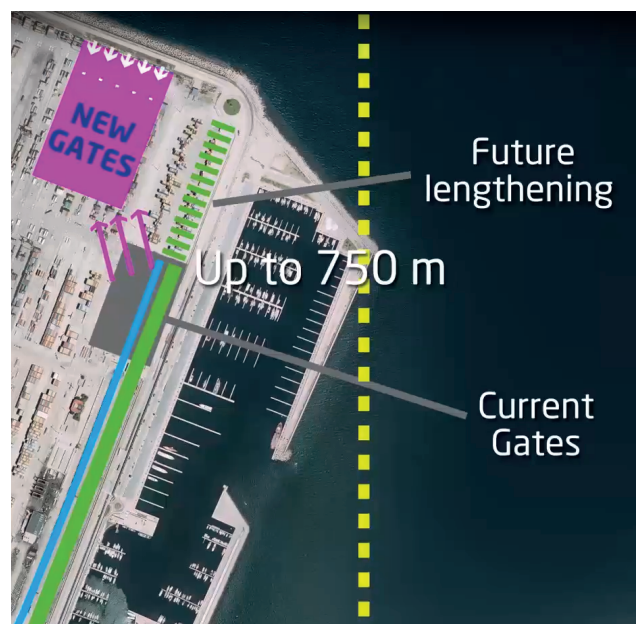 NEW
GATES
Future
lengthening
Up to 750 m
Current
Gates